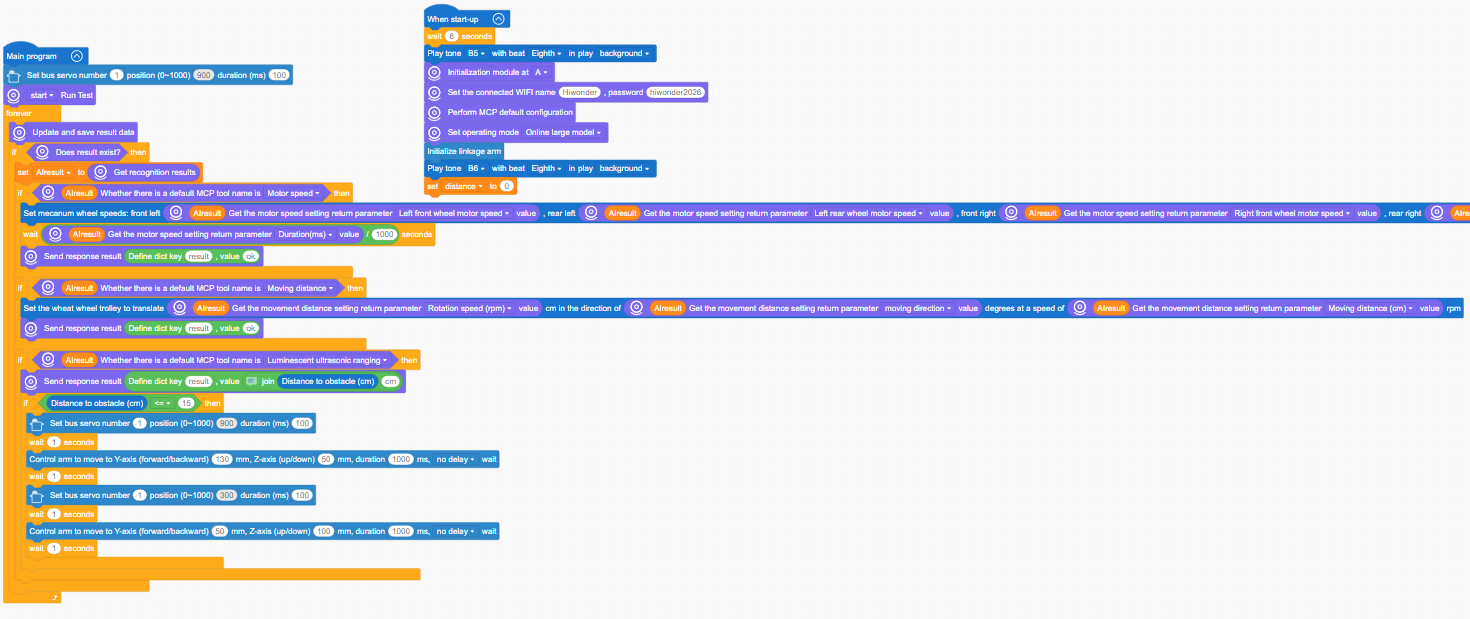 When start-up
wait 6 seconds
Play tone B5 with beat Eighth in play background
Initialization module at A
Set the connected WIFI name Hiwonder , password hiwonder2026
Perform MCP default configuration
Set operating mode Online large model
Initialize linkage arm
Play tone B6 with beat Eighth in play background
set distance to 0
Main program
Set bus servo number 1 position (0~1000) 900 duration (ms) 100
start Run Test
forever
Update and save result data
if Does result exist? then
set AIresult to Get recognition results
if AIresult Whether there is a default MCP tool name is Motor speed then
Set mecanum wheel speeds: front left AIresult Get the motor speed setting return parameter Left front wheel motor speed value , rear left AIresult Get the motor speed setting return parameter Left rear wheel motor speed value , front right AIresult Get the motor speed setting return parameter Right front wheel motor speed value , rear right AIre
wait AIresult Get the motor speed setting return parameter Duration(ms) value / 1000 seconds
Send response result Define dict key result , value ok
if AIresult Whether there is a default MCP tool name is Moving distance then
Set the wheat wheel trolley to translate AIresult Get the movement distance setting return parameter Rotation speed (rpm) value cm in the direction of AIresult Get the movement distance setting return parameter moving direction value degrees at a speed of AIresult Get the movement distance setting return parameter Moving distance (cm) value rpm
Send response result Define dict key result , value ok
if AIresult Whether there is a default MCP tool name is Luminescent ultrasonic ranging then
Send response result Define dict key result , value join Distance to obstacle (cm) cm
if Distance to obstacle (cm) <= 15 then
Set bus servo number 1 position (0~1000) 900 duration (ms) 100
wait 1 seconds
Control arm to move to Y-axis (forward/backward) 130 mm, Z-axis (up/down) 50 mm, duration 1000 ms, no delay wait
wait 1 seconds
Set bus servo number 1 position (0~1000) 300 duration (ms) 100
wait 1 seconds
Control arm to move to Y-axis (forward/backward) 50 mm, Z-axis (up/down) 100 mm, duration 1000 ms, no delay wait
wait 1 seconds